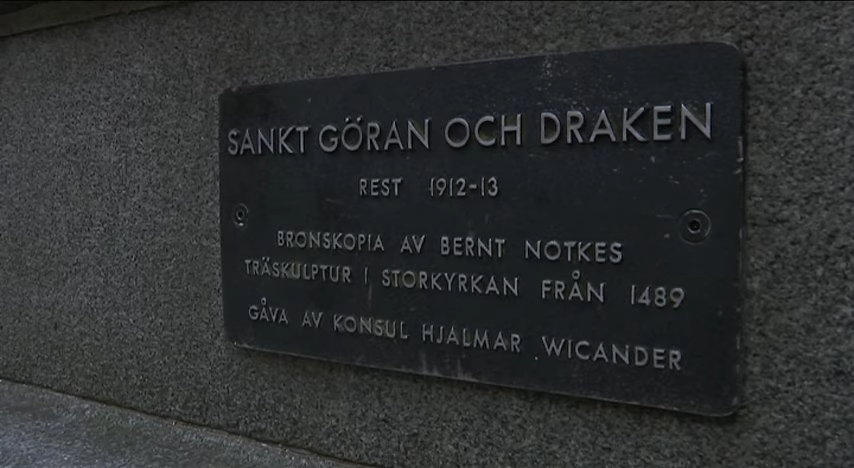 SANKT GÖRAN OCH DRAKEN
REST 1912-13
BRONSKOPIA AV BERNT NOTKES
TRÄSKULPTUR I STORKYRKAN FRÅN 1489
GÅVA AV KONSUL HJALMAR WICANDER